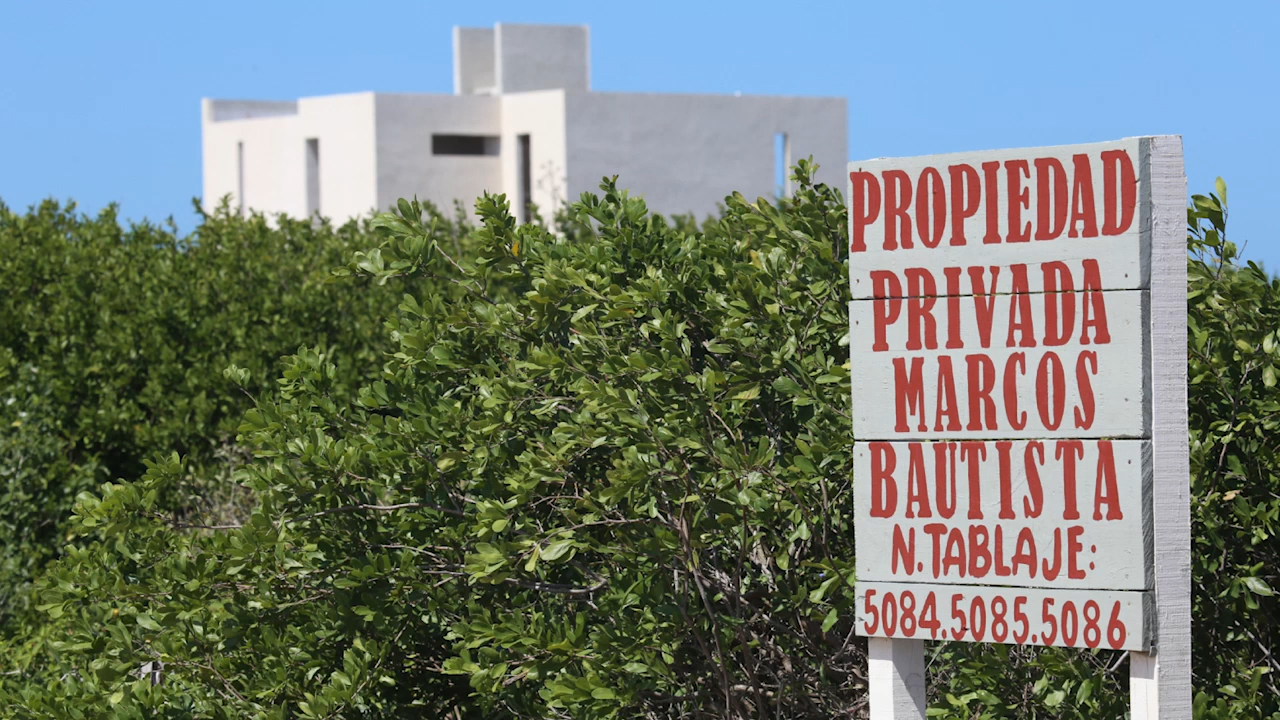 PROPIEDAD
PRIVADA
MARCOS
BAUTISTA
N. TABLAJE:
5084.5085.5086